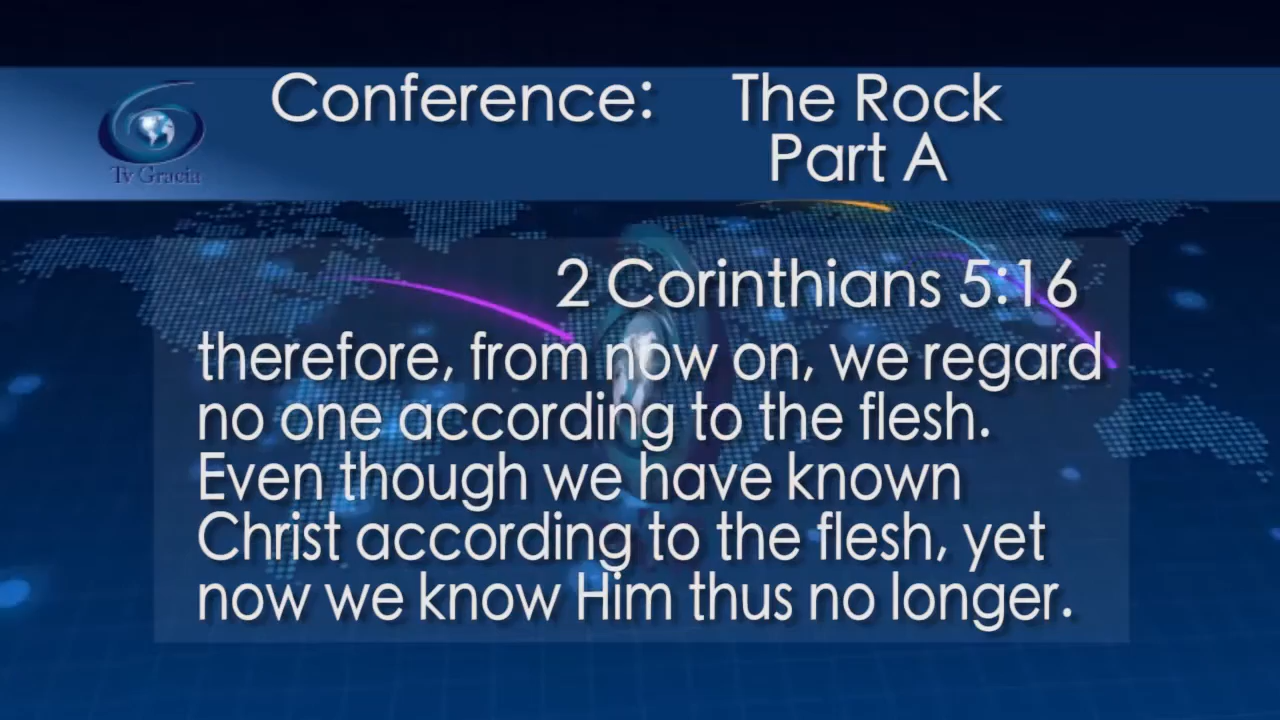 Conference: The Rock
Part A
Tv Gracia
2 Corinthians 5:16
therefore, from now on, we regard
no one according to the flesh.
Even though we have known
Christ according to the flesh, yet
now we know Him thus no longer.